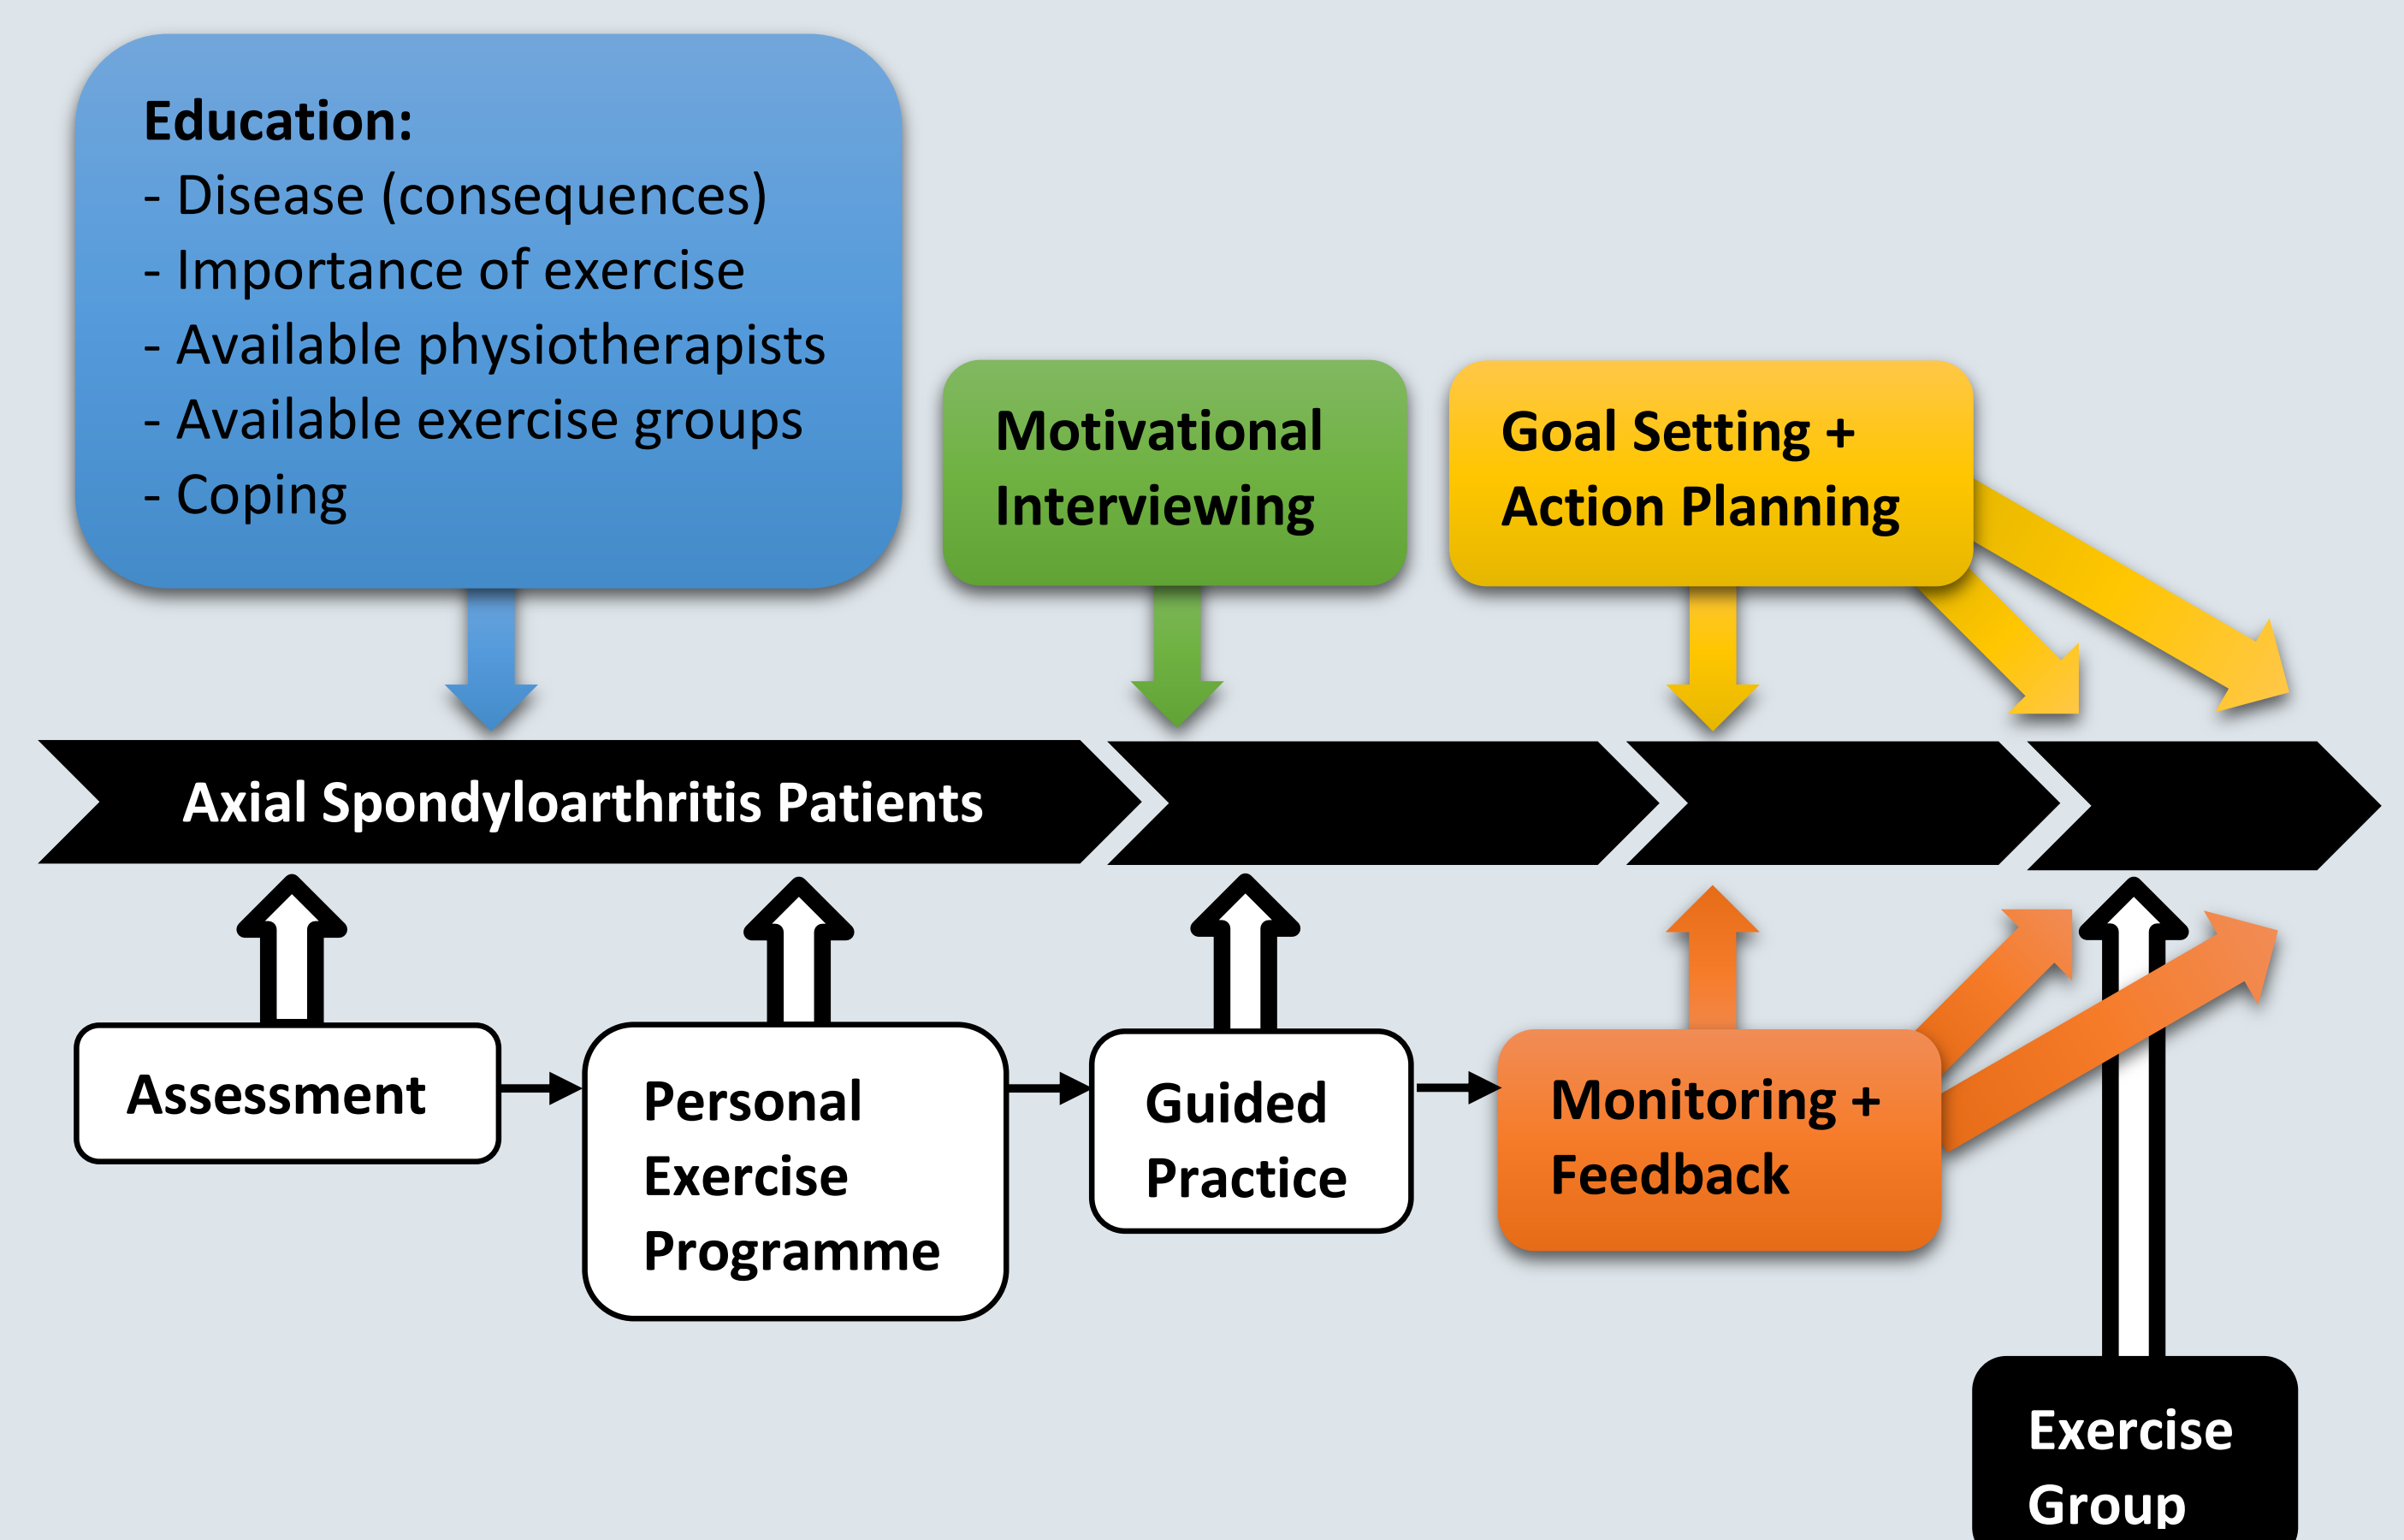 Education:
- Disease (consequences)
- Importance of exercise
- Available physiotherapists
- Available exercise groups
- Coping
Motivational
Interviewing
Goal Setting +
Action Planning
Axial Spondyloarthritis Patients
Assessment
Personal
Exercise
Programme
Guided
Practice
Monitoring +
Feedback
Exercise
Group